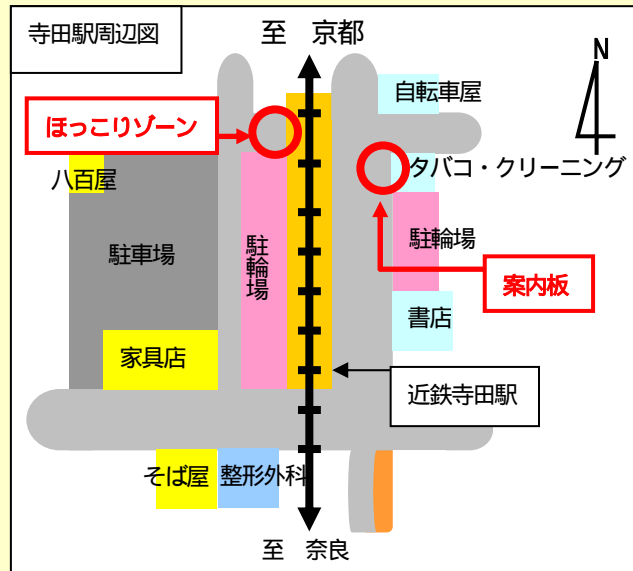 寺田駅周辺図
至 京都
N
自転車屋
ほっこりゾーン
タバコ・クリーニング
八百屋
駐車場
駐輪場
駐輪場
案内板
書店
家具店
近鉄寺田駅
そば屋
整形外科
至 奈良